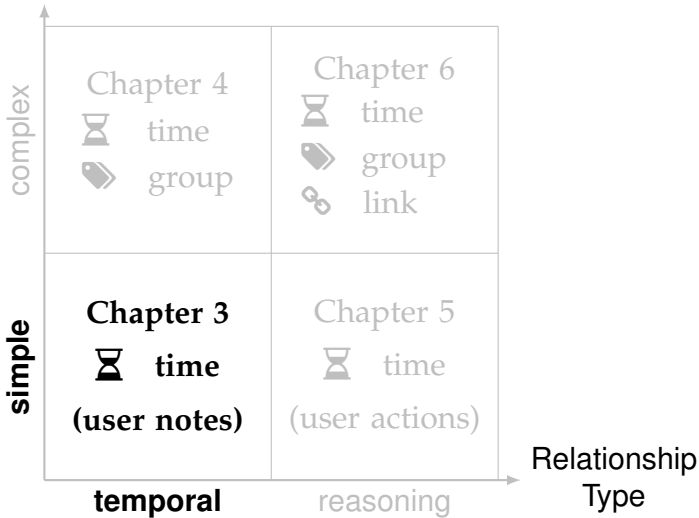 complex
Chapter 4
time
group
Chapter 6
time
group
link
simple
Chapter 3
time
(user notes)
Chapter 5
time
(user actions)
temporal
reasoning
Relationship
Type